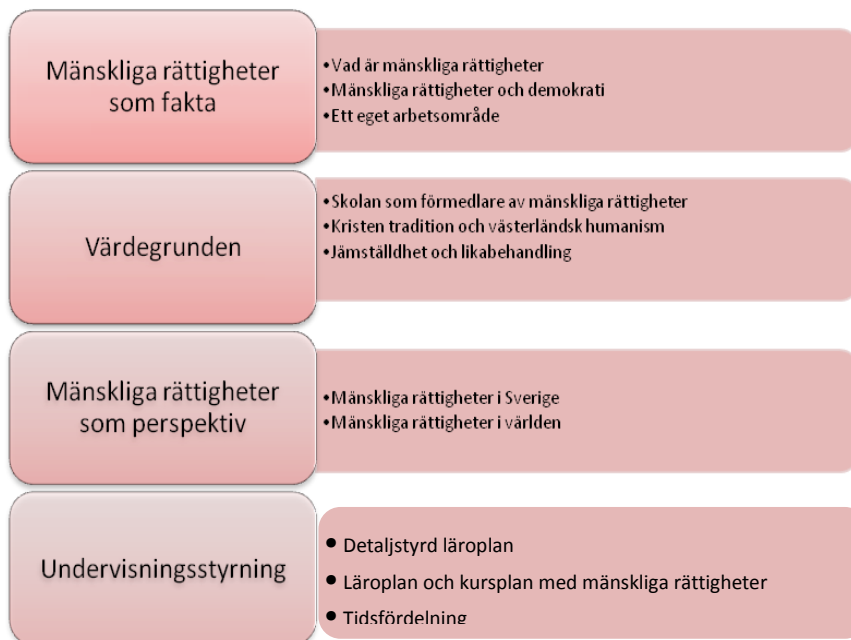 Mänskliga rättigheter
som fakta
•Vad är mänskliga rättigheter
•Mänskliga rättigheter och demokrati
•Ett eget arbetsområde
Värdegrunden
•Skolan som förmedlare av mänskliga rättigheter
•Kristen tradition och västerländsk humanism
•Jämställdhet och likabehandling
Mänskliga rättigheter
som perspektiv
•Mänskliga rättigheter i Sverige
•Mänskliga rättigheter i världen
Undervisningsstyrning
• Detaljstyrd läroplan
• Läroplan och kursplan med mänskliga rättigheter
• Tidsfördelning